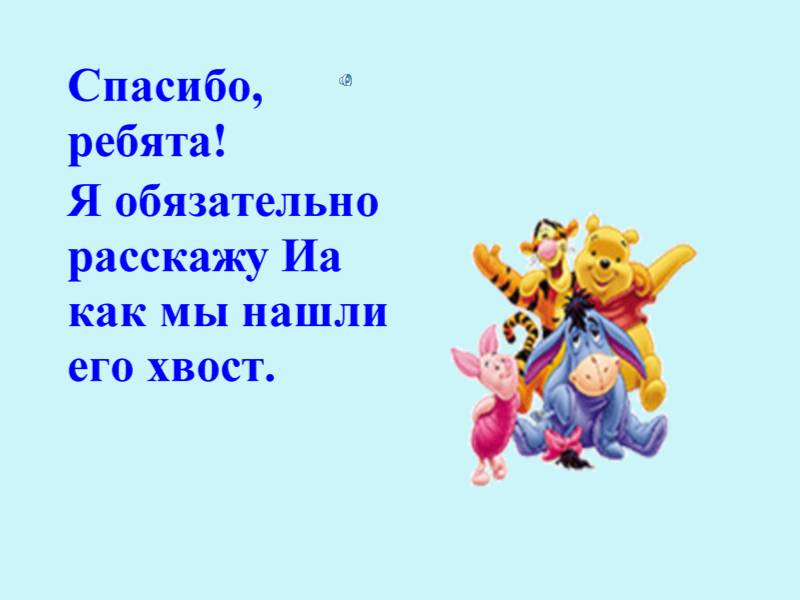 Спасибо,
ребята!
Я обязательно
расскажу Иа
как мы нашли
его хвост.